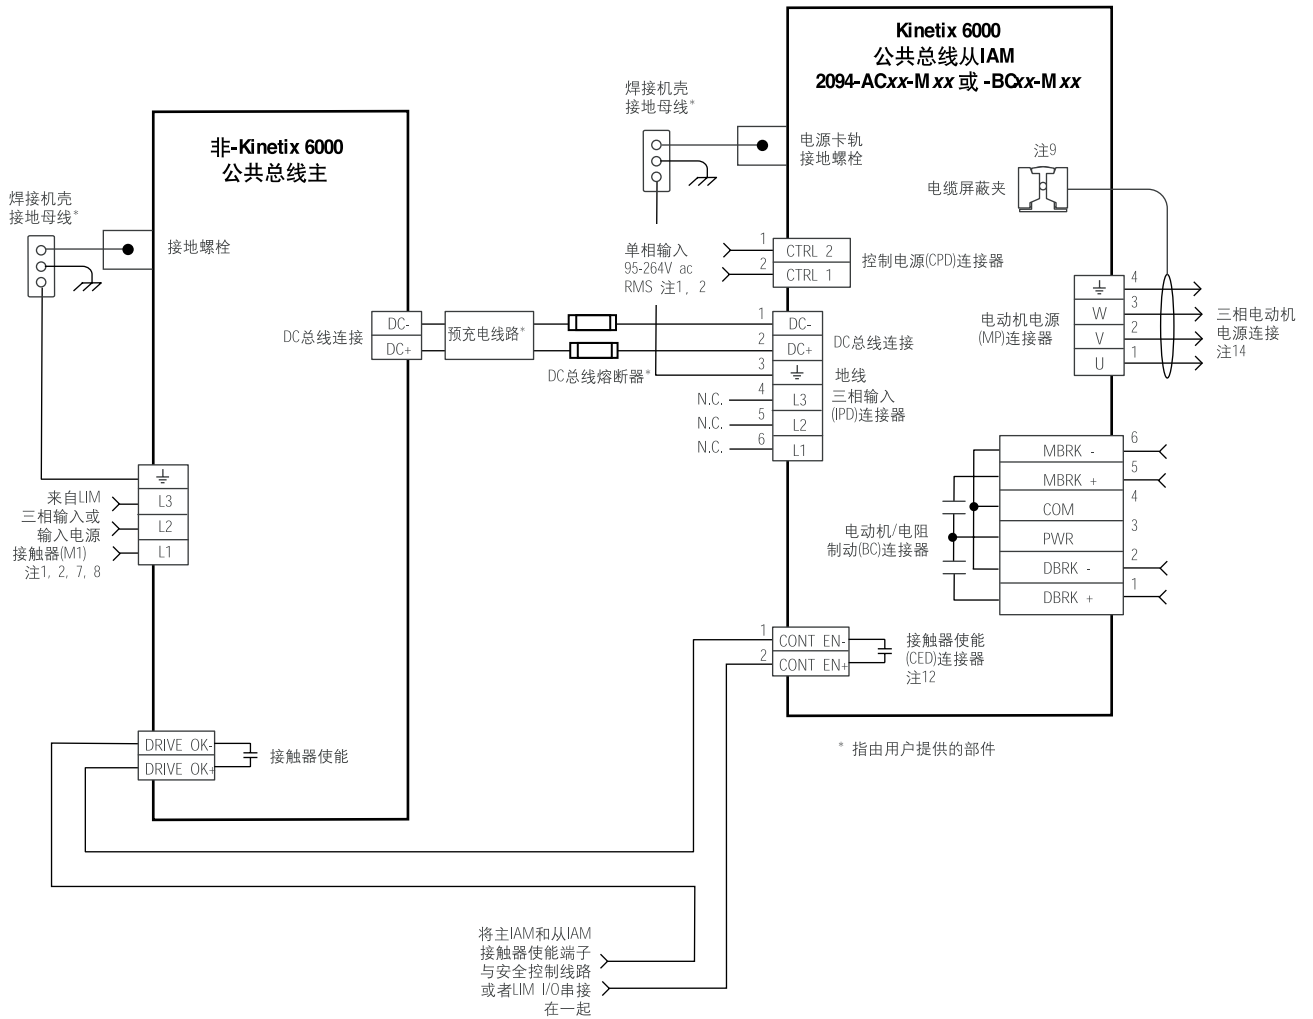 Kinetix 6000
公共总线从IAM
2094-ACxx-Mxx 或 -BCxx-Mxx
焊接机壳
接地母线*
电源卡轨
接地螺栓
注9
电缆屏蔽夹
非-Kinetix 6000
公共总线主
焊接机壳
接地母线*
接地螺栓
单相输入
95-264V ac
RMS 注1, 2
1
CTRL 2
2
CTRL 1
控制电源(CPD)连接器
DC总线连接
DC-
DC+
预充电线路*
DC总线熔断器*
1
DC-
2
DC+
3
N.C.
4
L3
N.C.
5
L2
N.C.
6
L1
DC总线连接
地线
三相输入
(IPD)连接器
电动机电源
(MP)连接器
4
W
3
V
2
U
1
三相电动机
电源连接
注14
来自LIM
三相输入或
输入电源
接触器(M1)
注1, 2, 7, 8
L3
L2
L1
电动机/电阻
制动(BC)连接器
MBRK -
6
MBRK +
5
COM
4
PWR
3
DBRK -
2
DBRK +
1
1
CONT EN-
2
CONT EN+
接触器使能
(CED)连接器
注12
DRIVE OK-
DRIVE OK+
接触器使能
* 指由用户提供的部件
将主IAM和从IAM
接触器使能端子
与安全控制线路
或者LIM I/O串接
在一起